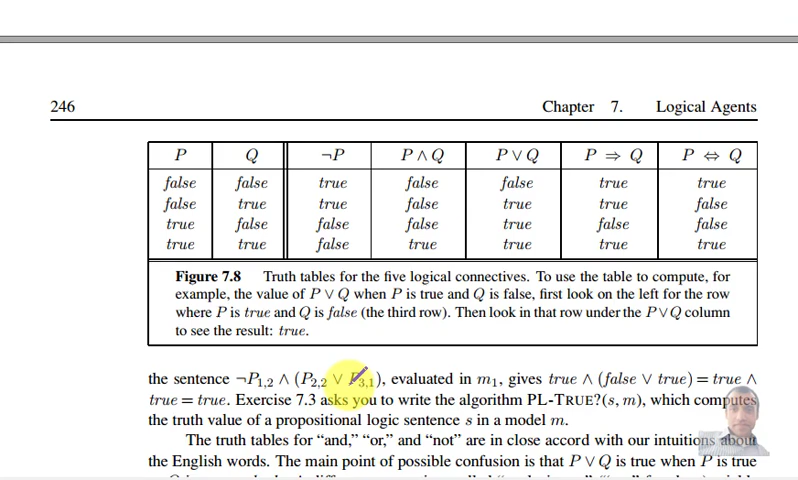 246 Chapter 7. Logical Agents
P Q ¬P P ∧ Q P ∨ Q P ⇒ Q P ⇔ Q
false false true false false true true
false true true false true true false
true false false false true false false
true true false true true true true
Figure 7.8 Truth tables for the five logical connectives. To use the table to compute, for
example, the value of P ∨ Q when P is true and Q is false, first look on the left for the row
where P is true and Q is false (the third row). Then look in that row under the P ∨ Q column
to see the result: true.
the sentence ¬P1,2 ∧ (P2,2 ∨ P3,1), evaluated in m1, gives true ∧ (false ∨ true) = true ∧
true = true. Exercise 7.3 asks you to write the algorithm PL-TRUE?(s, m), which computes
the truth value of a propositional logic sentence s in a model m.
The truth tables for “and,” “or,” and “not” are in close accord with our intuitions about
the English words. The main point of possible confusion is that P ∨ Q is true when P is true